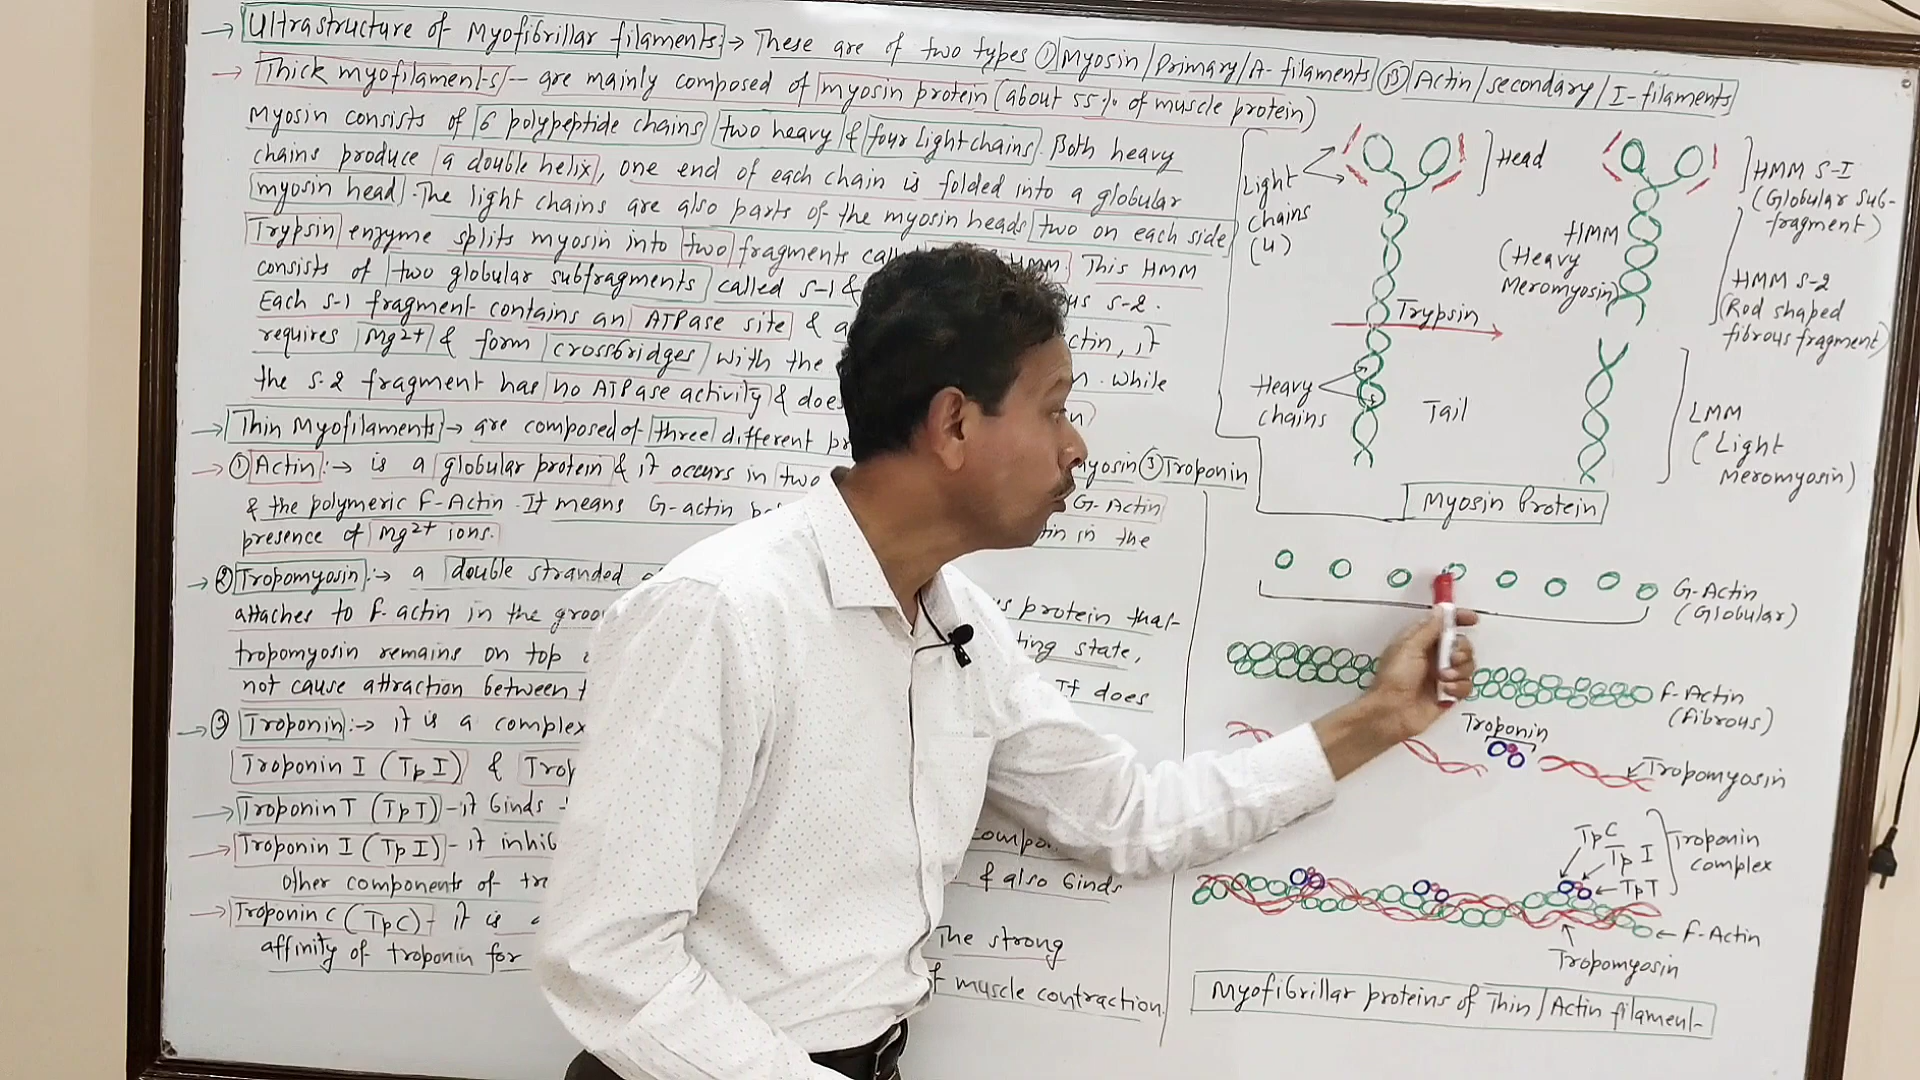 → Ultrastructure of Myofibrillar filaments:→ These are of two types ① Myosin/Primary/A-filaments ⑪ Actin/secondary/I-filaments
→ Thick myofilaments -- are mainly composed of myosin protein (about 55% of muscle protein)
Myosin consists of 6 polypeptide chains two heavy & four Light chains. Both heavy
chains produce a double helix, one end of each chain is folded into a globular
myosin head. The light chains are also parts of the myosin heads two on each side
Trypsin enzyme splits myosin into two fragments HMM. This HMM
consists of two globular subfragments called S-1 & S-2.
Each S-1 fragment contains an ATPase site & it
requires Mg2+ & form crossbridges with the while
the S-2 fragment has no ATPase activity &
→ Thin Myofilaments → are composed of three different ③ Troponin
→ ① Actin:→ is a globular protein & it occurs in two G-Actin
& the polymeric F-Actin. It means G-actin in the
presence of Mg2+ ions.
→ ② Tropomyosin:→ a double stranded protein that
attaches to F-actin in the state,
tropomyosin remains on top It does
not cause attraction between
→ ③ Troponin:→ it is a complex
Troponin I (TpI) &
→ Troponin T (TpT) - it binds & also binds
→ Troponin I (TpI) - it
other components of
→ Troponin C (TpC) - it is The strong
affinity of troponin for of muscle contraction.
Light
chains
(4)
Head
Trypsin
Heavy
chains
Tail
HMM
(Heavy
Meromyosin)
HMM S-I
(Globular Sub-
fragment)
HMM S-2
(Rod shaped
fibrous fragment)
LMM
(Light
Meromyosin)
Myosin Protein
G-Actin
(Globular)
F-Actin
(Fibrous)
Troponin
Tropomyosin
TpC
TpI
TpT
Troponin
complex
F-Actin
Tropomyosin
Myofibrillar proteins of Thin/Actin filament-